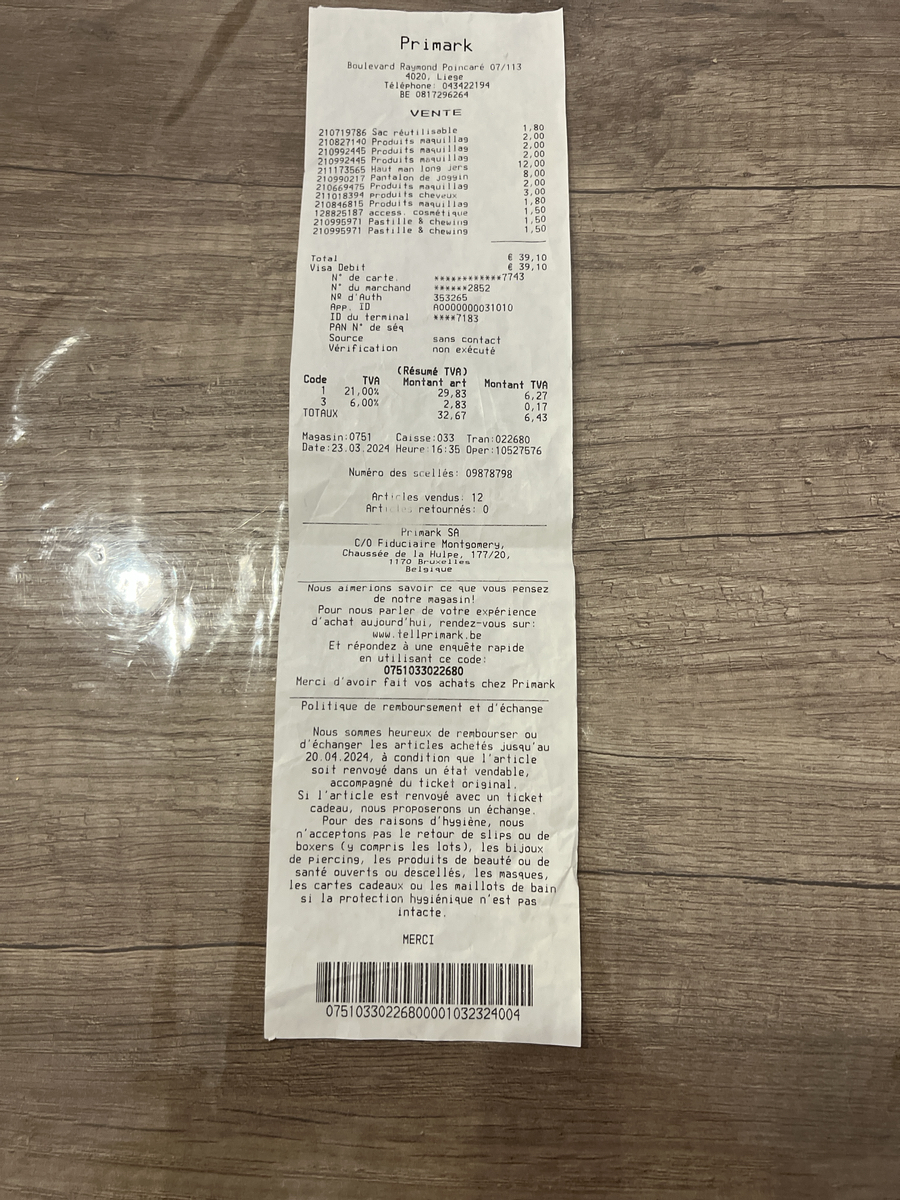 Primark
Boulevard Raymond Poincaré 07/113
4020, Liege
Téléphone: 043422194
BE 0817296264
VENTE
210719786 Sac réutilisable 1,80
210827140 Produits maquillag 2,00
210992445 Produits maquillag 2,00
210992445 Produits maquillag 2,00
211173565 Haut man long jers 12,00
210990217 Pantalon de joggin 8,00
210669475 Produits maquillag 2,00
211018394 produits cheveux 3,00
210846815 Produits maquillag 1,80
128825187 access. cosmétique 1,50
210995971 Pastille & chewing 1,50
210995971 Pastille & chewing 1,50
Total € 39,10
Visa Debit € 39,10
N° de carte. ************7743
N° du marchand ******2852
Nº d'Auth 353265
App. ID A0000000031010
ID du terminal ****7183
PAN N° de séq
Source sans contact
Vérification non exécuté
(Résumé TVA)
Code TVA Montant art Montant TVA
1 21,00% 29,83 6,27
3 6,00% 2,83 0,17
TOTAUX 32,67 6,43
Magasin:0751 Caisse:033 Tran:022680
Date:23.03.2024 Heure:16:35 Oper:10527576
Numéro des scellés: 09878798
Articles vendus: 12
Articles retournés: 0
Primark SA
C/O Fiduciaire Montgomery,
Chaussée de la Hulpe, 177/20,
1170 Bruxelles
Belgique
Nous aimerions savoir ce que vous pensez
de notre magasin!
Pour nous parler de votre expérience
d'achat aujourd'hui, rendez-vous sur:
www.tellprimark.be
Et répondez à une enquête rapide
en utilisant ce code:
0751033022680
Merci d'avoir fait vos achats chez Primark
Politique de remboursement et d'échange
Nous sommes heureux de rembourser ou
d'échanger les articles achetés jusqu'au
20.04.2024, à condition que l'article
soit renvoyé dans un état vendable,
accompagné du ticket original.
Si l'article est renvoyé avec un ticket
cadeau, nous proposerons un échange.
Pour des raisons d'hygiène, nous
n'acceptons pas le retour de slips ou de
boxers (y compris les lots), les bijoux
de piercing, les produits de beauté ou de
santé ouverts ou descellés, les masques,
les cartes cadeaux ou les maillots de bain
si la protection hygiénique n'est pas
intacte.
MERCI
075103302268000010323240​04